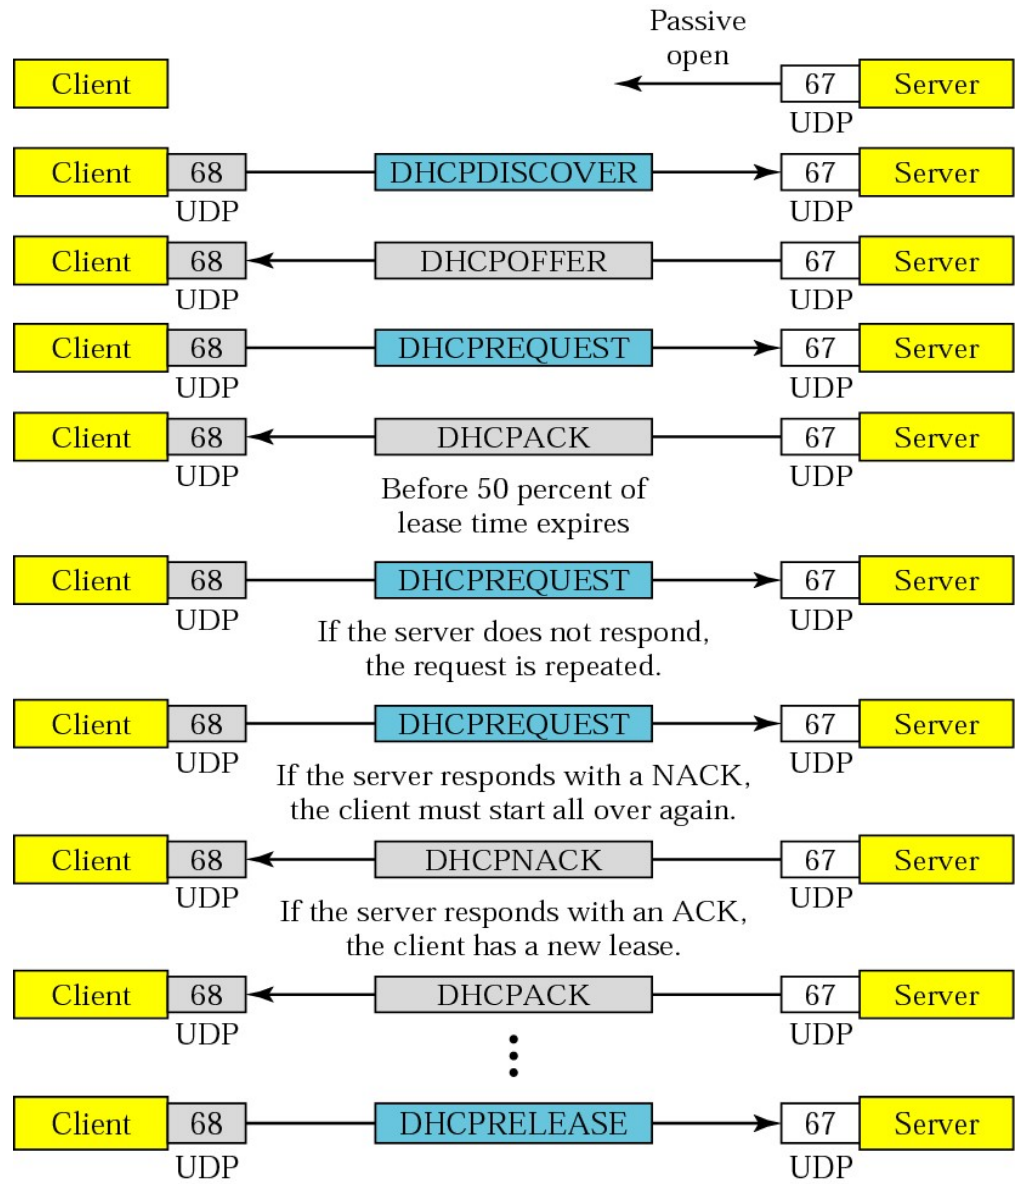 Passive
open
Client 67 Server
UDP
Client 68 DHCPDISCOVER 67 Server
UDP UDP
Client 68 DHCPOFFER 67 Server
UDP UDP
Client 68 DHCPREQUEST 67 Server
UDP UDP
Client 68 DHCPACK 67 Server
UDP UDP
Before 50 percent of
lease time expires
Client 68 DHCPREQUEST 67 Server
UDP UDP
If the server does not respond,
the request is repeated.
Client 68 DHCPREQUEST 67 Server
UDP UDP
If the server responds with a NACK,
the client must start all over again.
Client 68 DHCPNACK 67 Server
UDP UDP
If the server responds with an ACK,
the client has a new lease.
Client 68 DHCPACK 67 Server
UDP UDP
Client 68 DHCPRELEASE 67 Server
UDP UDP